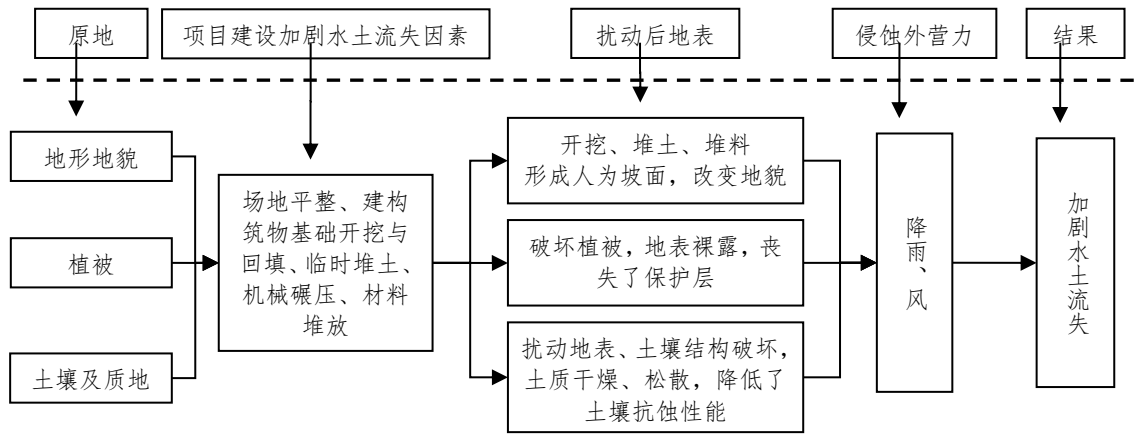 原地
项目建设加剧水土流失因素
扰动后地表
侵蚀外营力
结果
地形地貌
植被
土壤及质地
场地平整、建构
筑物基础开挖与
回填、临时堆土、
机械碾压、材料
堆放
开挖、堆土、堆料
形成人为坡面，改变地貌
破坏植被，地表裸露，丧
失了保护层
扰动地表、土壤结构破坏，
土质干燥、松散，降低了
土壤抗蚀性能
降雨、风
加剧水土流失